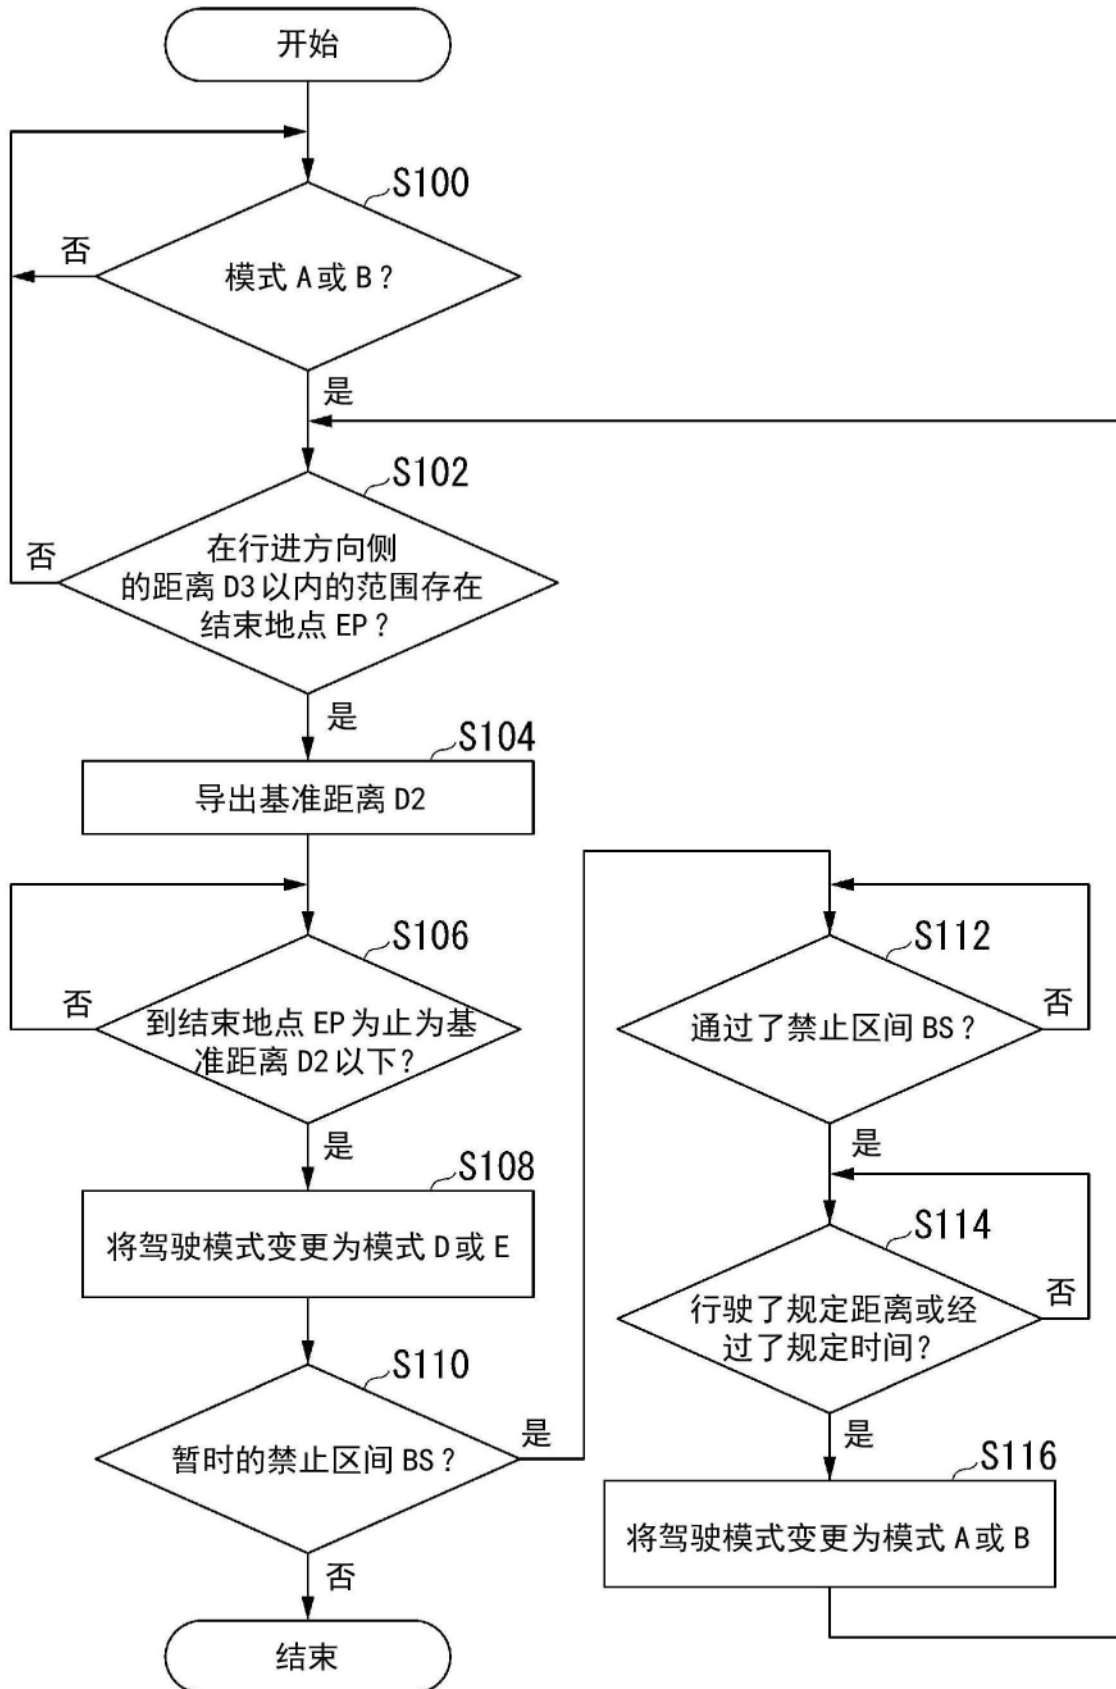 开始
S100
否
模式 A 或 B ?
是
S102
否
在行进方向侧
的距离 D3 以内的范围存在
结束地点 EP ?
是
S104
导出基准距离 D2
S106
否
到结束地点 EP 为止为基
准距离 D2 以下?
是
S108
将驾驶模式变更为模式 D 或 E
S110
暂时的禁止区间 BS ?
是
否
结束
S112
通过了禁止区间 BS ?
否
是
S114
行驶了规定距离或经
过了规定时间?
否
是
S116
将驾驶模式变更为模式 A 或 B